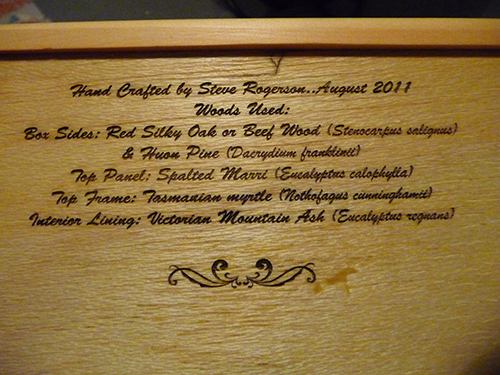 Hand Crafted by Steve Rogerson..August 2011
Woods Used:
Box Sides: Red Silky Oak or Beef Wood (Stenocarpus salignus)
& Huon Pine (Dacrydium franklinii)
Top Panel: Spalted Marri (Eucalyptus calophylla)
Top Frame: Tasmanian myrtle (Nothofagus cunninghamii)
Interior Lining: Victorian Mountain Ash (Eucalyptus regnans)